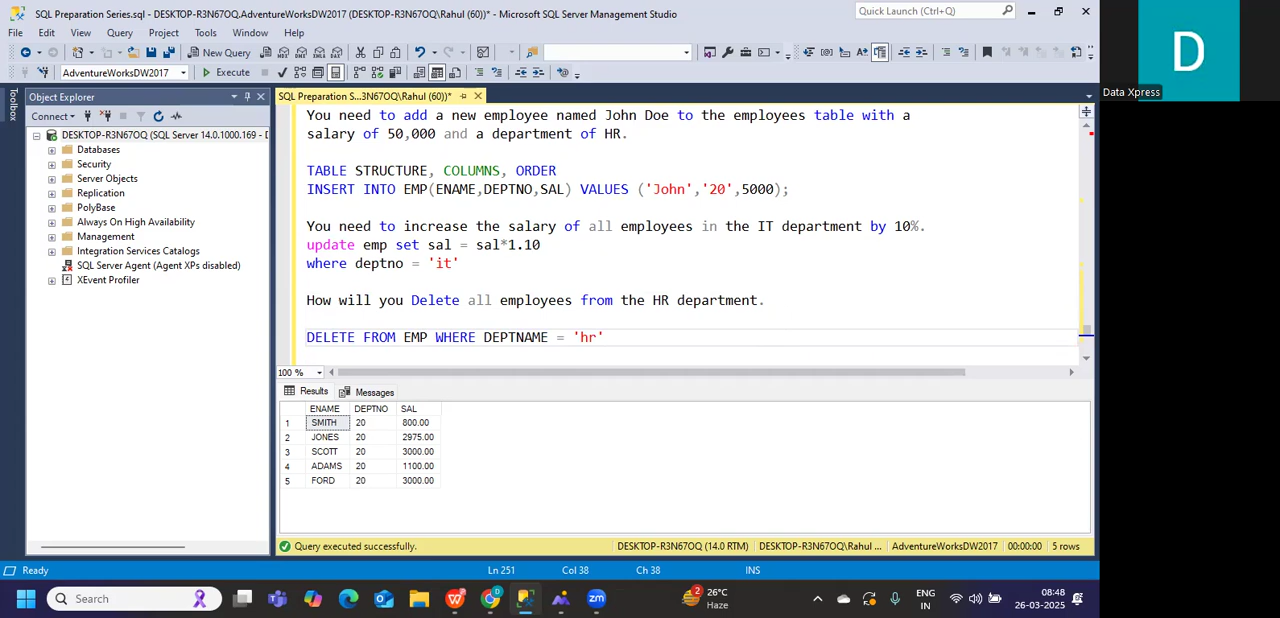 SQL Preparation Series.sql - DESKTOP-R3N67OQ.AdventureWorksDW2017 (DESKTOP-R3N67OQ\Rahul (60))* - Microsoft SQL Server Management Studio
Quick Launch (Ctrl+Q)
File Edit View Query Project Tools Window Help
New Query
AdventureWorksDW2017 Execute
Toolbox
Object Explorer
Connect
DESKTOP-R3N67OQ (SQL Server 14.0.1000.169 - D
Databases
Security
Server Objects
Replication
PolyBase
Always On High Availability
Management
Integration Services Catalogs
SQL Server Agent (Agent XPs disabled)
XEvent Profiler
SQL Preparation S...3N67OQ\Rahul (60))*
You need to add a new employee named John Doe to the employees table with a
salary of 50,000 and a department of HR.
TABLE STRUCTURE, COLUMNS, ORDER
INSERT INTO EMP(ENAME,DEPTNO,SAL) VALUES ('John','20',5000);
You need to increase the salary of all employees in the IT department by 10%.
update emp set sal = sal*1.10
where deptno = 'it'
How will you Delete all employees from the HR department.
DELETE FROM EMP WHERE DEPTNAME = 'hr'
100 %
Results Messages
ENAME DEPTNO SAL
1 SMITH 20 800.00
2 JONES 20 2975.00
3 SCOTT 20 3000.00
4 ADAMS 20 1100.00
5 FORD 20 3000.00
Query executed successfully. DESKTOP-R3N67OQ (14.0 RTM) DESKTOP-R3N67OQ\Rahul ... AdventureWorksDW2017 00:00:00 5 rows
Ready Ln 251 Col 38 Ch 38 INS
Search
2
26°C
Haze
ENG
IN
08:48
26-03-2025
D
Data Xpress